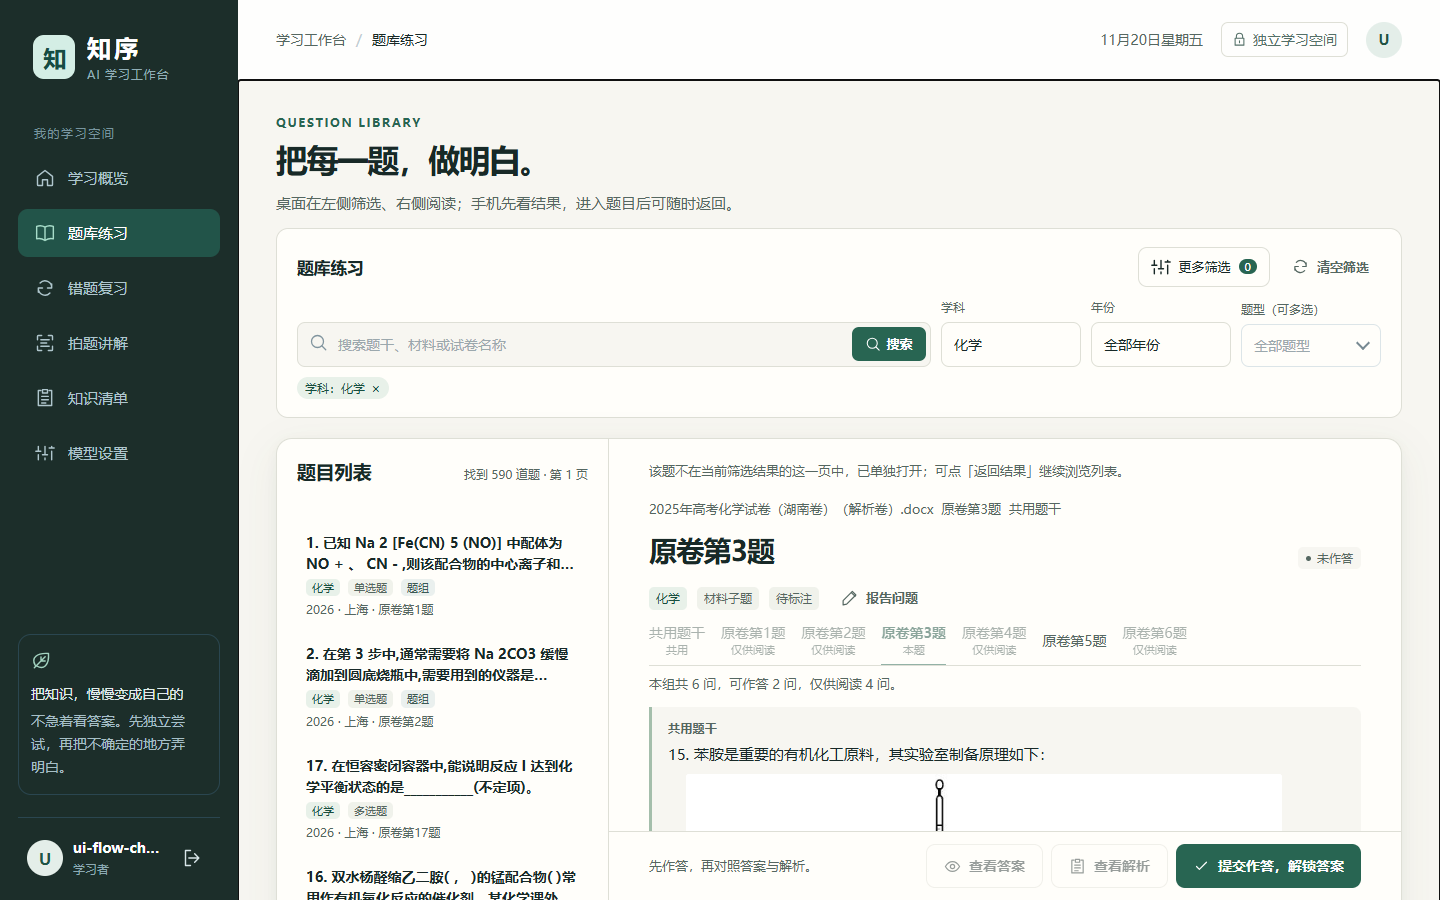 知
知序
AI 学习工作台
我的学习空间
学习概览
题库练习
错题复习
拍题讲解
知识清单
模型设置
把知识，慢慢变成自己的
不急着看答案。先独立尝
试，再把不确定的地方弄
明白。
U
ui-flow-ch...
学习者
学习工作台 / 题库练习
11月20日星期五
独立学习空间
U
QUESTION LIBRARY
把每一题，做明白。
桌面在左侧筛选、右侧阅读；手机先看结果，进入题目后可随时返回。
题库练习
更多筛选 0
清空筛选
搜索题干、材料或试卷名称
搜索
学科
化学
年份
全部年份
题型（可多选）
全部题型
学科：化学 ×
题目列表
找到 590 道题 · 第 1 页
1. 已知 Na 2 [Fe(CN) 5 (NO)] 中配体为
NO + 、 CN - ,则该配合物的中心离子和...
化学 单选题 题组
2026 · 上海 · 原卷第1题
2. 在第 3 步中,通常需要将 Na 2CO3 缓慢
滴加到圆底烧瓶中,需要用到的仪器是...
化学 单选题 题组
2026 · 上海 · 原卷第2题
17. 在恒容密闭容器中,能说明反应 I 达到化
学平衡状态的是__________(不定项)。
化学 多选题
2026 · 上海 · 原卷第17题
16. 双水杨醛缩乙二胺( ， )的锰配合物( )常
用作有机氧化反应的催化剂。某化学课外
该题不在当前筛选结果的这一页中，已单独打开；可点「返回结果」继续浏览列表。
2025年高考化学试卷（湖南卷）（解析卷）.docx 原卷第3题 共用题干
原卷第3题
未作答
化学 材料子题 待标注 报告问题
共用题干 共用
原卷第1题 仅供阅读
原卷第2题 仅供阅读
原卷第3题 本题
原卷第4题 仅供阅读
原卷第5题
原卷第6题 仅供阅读
本组共 6 问，可作答 2 问，仅供阅读 4 问。
共用题干
15. 苯胺是重要的有机化工原料，其实验室制备原理如下：
先作答，再对照答案与解析。
查看答案
查看解析
提交作答，解锁答案